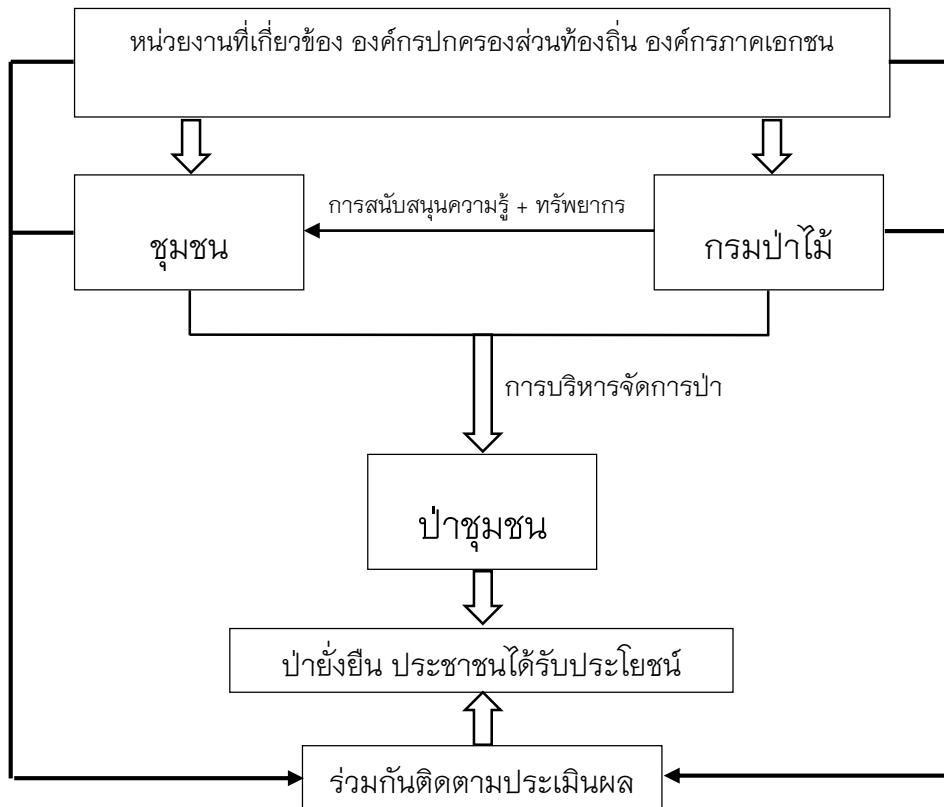 หน่วยงานที่เกี่ยวข้อง องค์กรปกครองส่วนท้องถิ่น องค์กรภาคเอกชน
การสนับสนุนความรู้ + ทรัพยากร
ชุมชน
กรมป่าไม้
การบริหารจัดการป่า
ป่าชุมชน
ป่ายั่งยืน ประชาชนได้รับประโยชน์
ร่วมกันติดตามประเมินผล